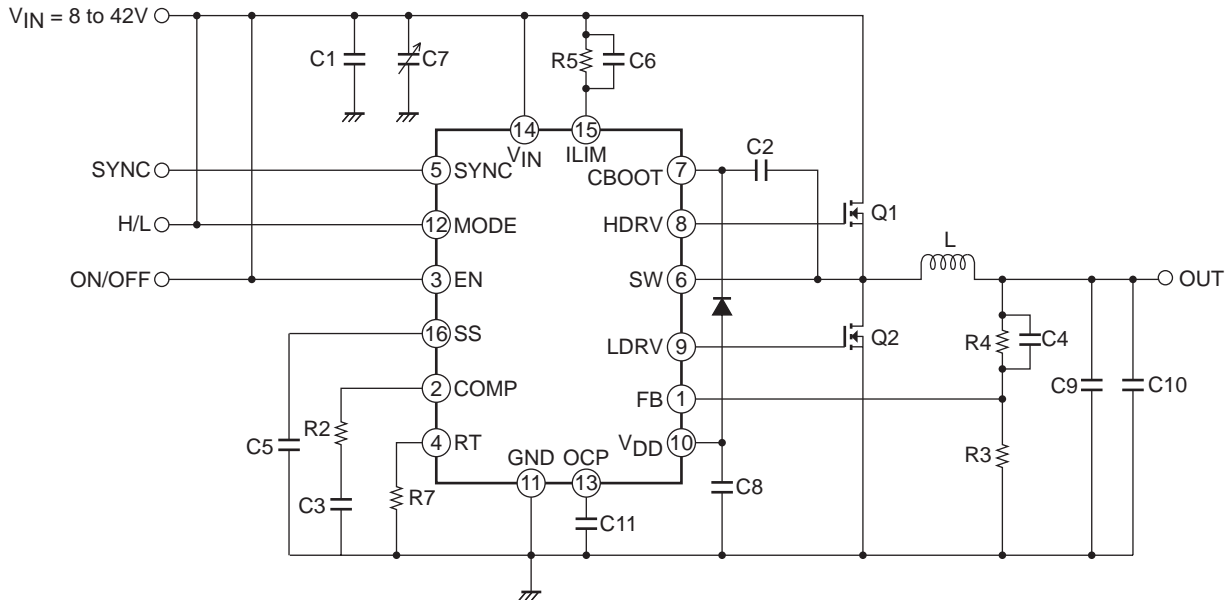 VIN = 8 to 42V
C1
C7
R5
C6
14
15
VIN
ILIM
SYNC
5
SYNC
CBOOT
7
C2
H/L
12
MODE
HDRV
8
Q1
ON/OFF
3
EN
SW
6
L
OUT
16
SS
LDRV
9
Q2
R4
C4
2
COMP
FB
1
C9
C10
C5
R2
4
RT
VDD
10
R3
GND
OCP
C3
R7
11
13
C8
C11